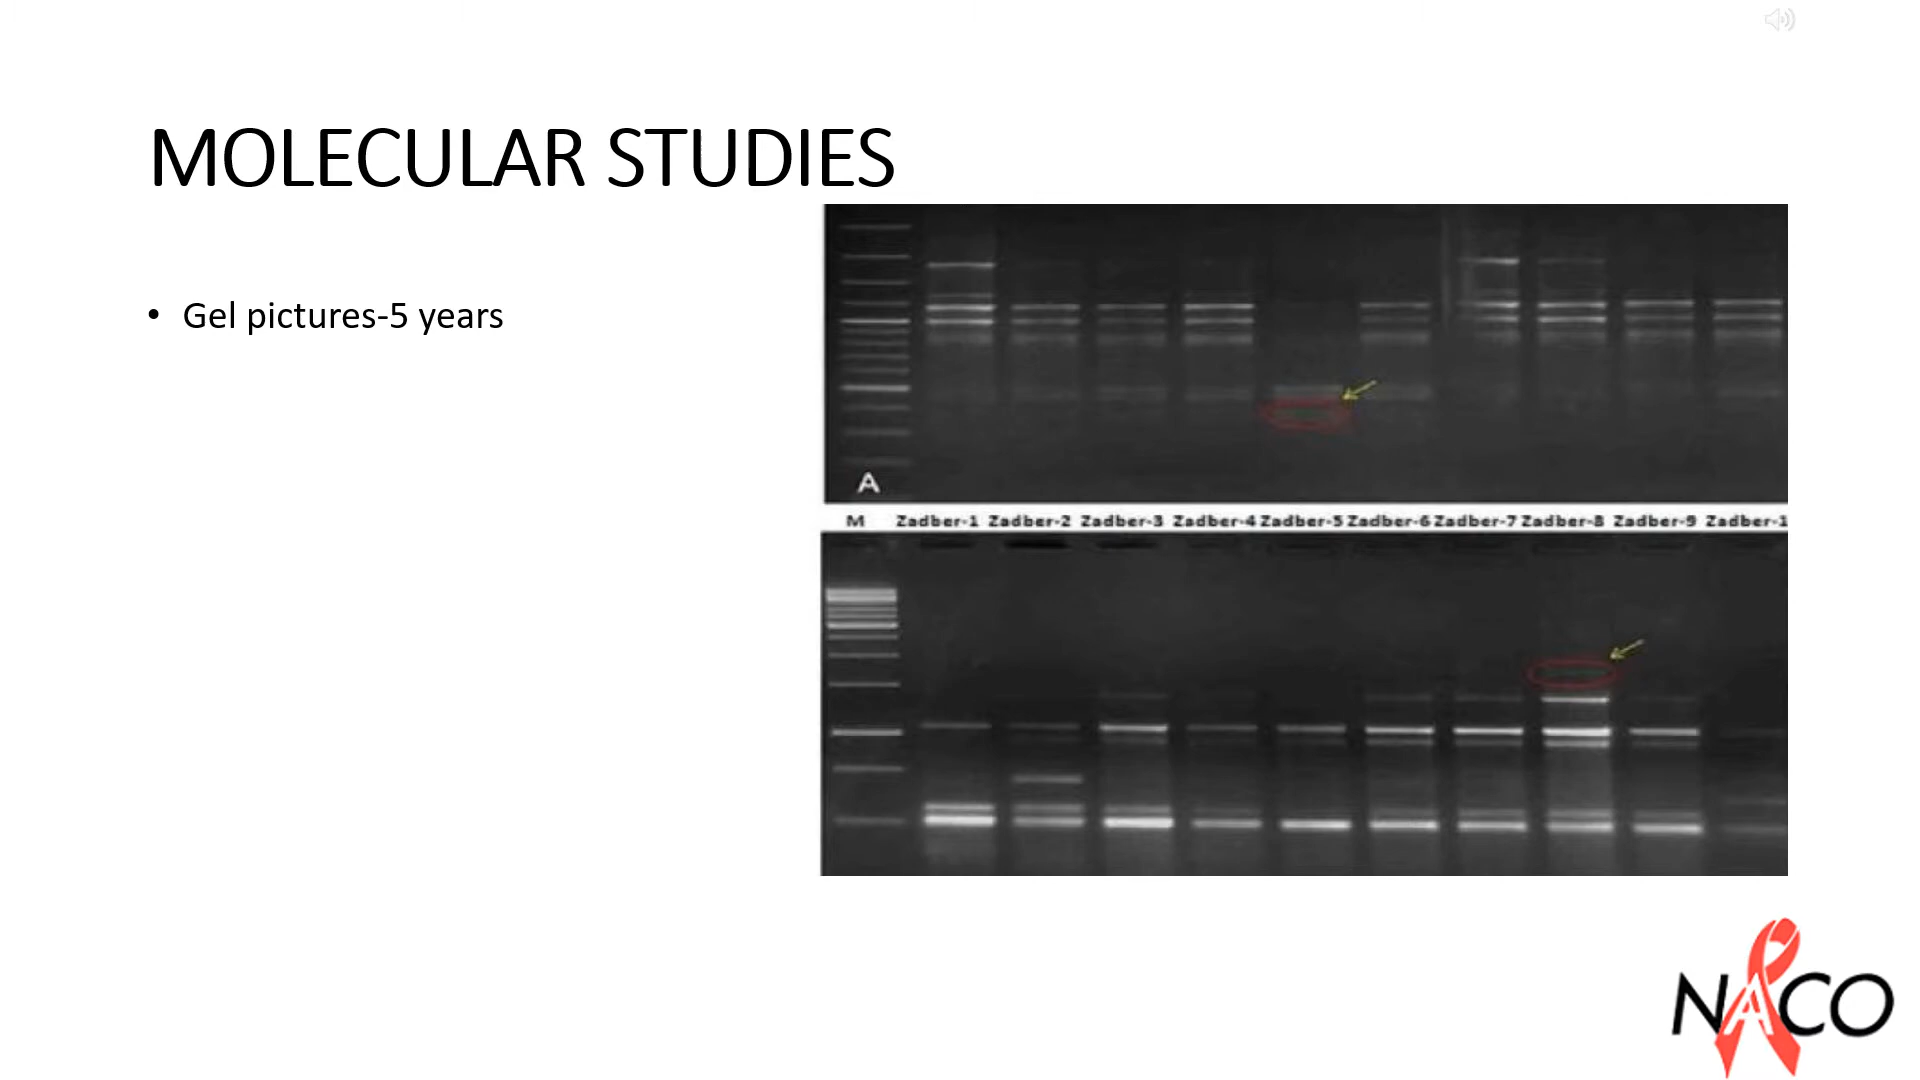 MOLECULAR STUDIES
• Gel pictures-5 years
A
M Zadber-1 Zadber-2 Zadber-3 Zadber-4 Zadber-5 Zadber-6 Zadber-7 Zadber-8 Zadber-9 Zadber-1
NACO